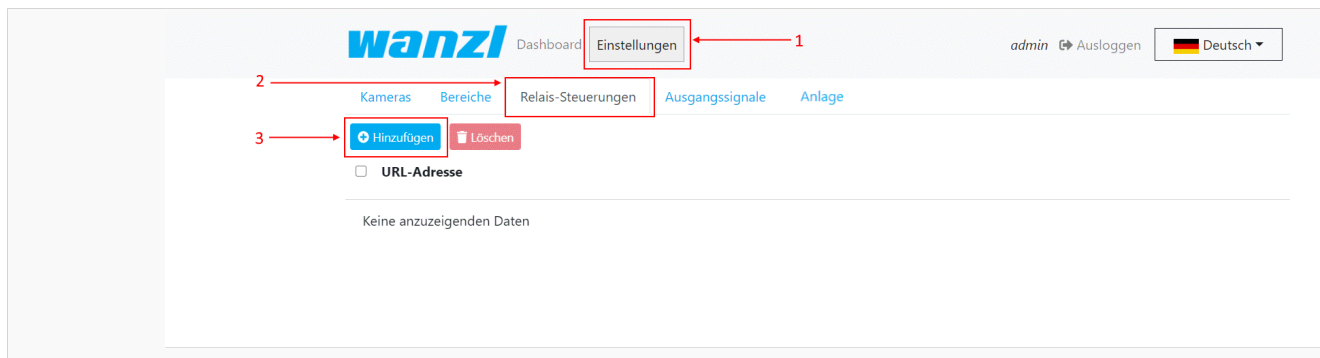 wanzl Dashboard Einstellungen 1 admin Ausloggen Deutsch
2
Kameras Bereiche Relais-Steuerungen Ausgangssignale Anlage
3 Hinzufügen Löschen
URL-Adresse
Keine anzuzeigenden Daten